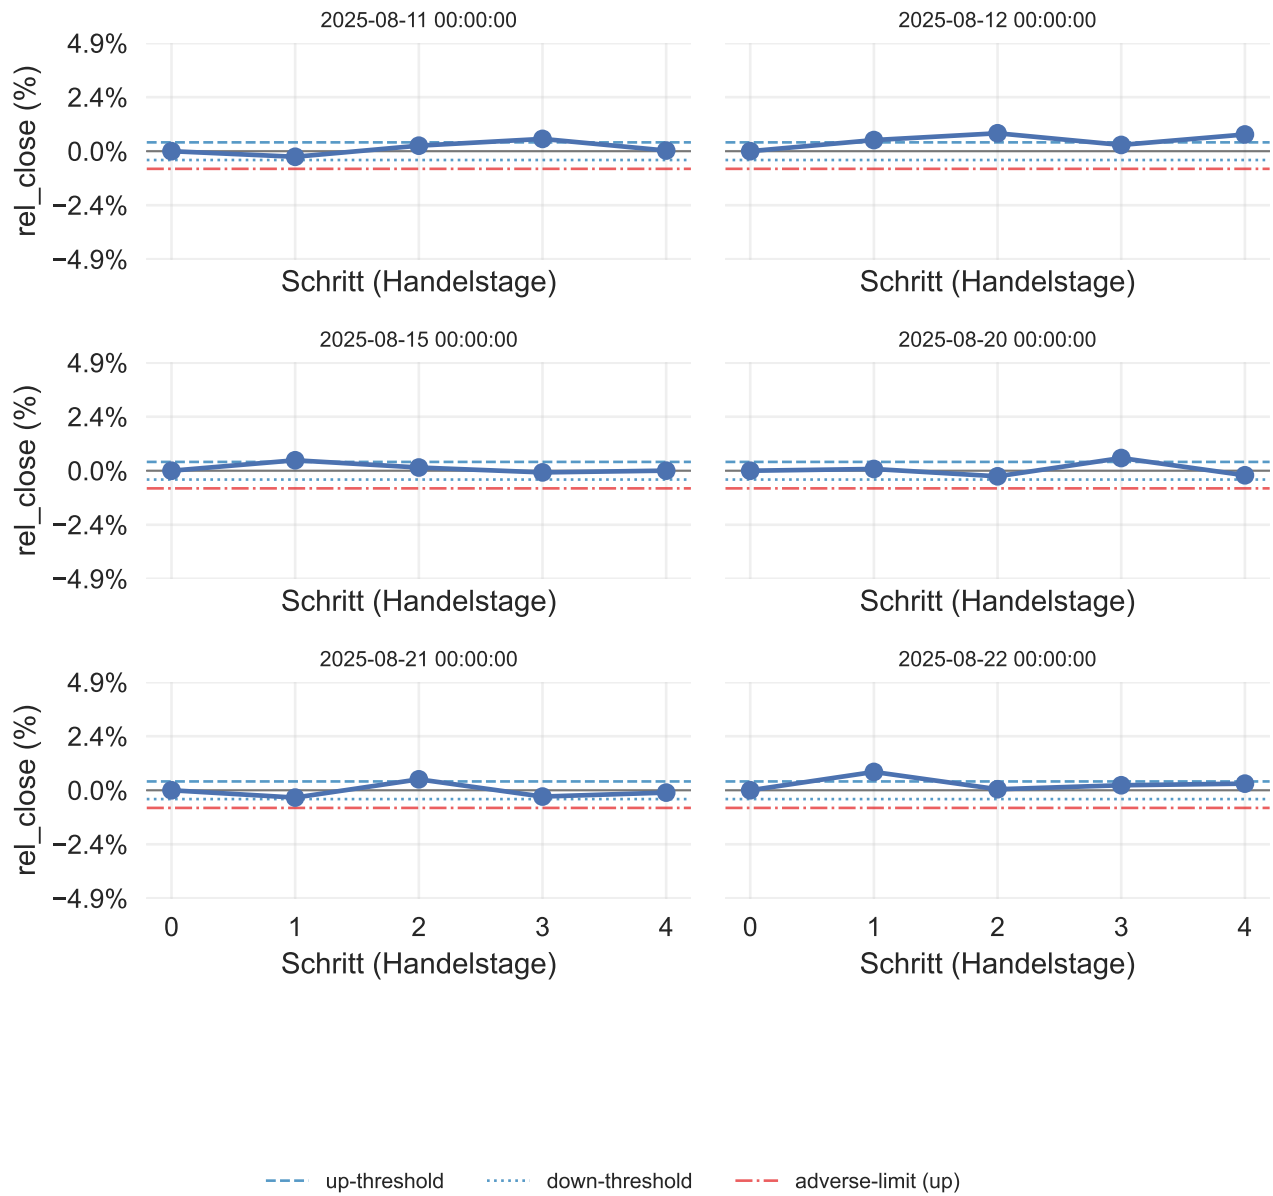 2025-08-11 00:00:00
2025-08-12 00:00:00
rel_close (%)
4.9%
2.4%
0.0%
−2.4%
−4.9%
Schritt (Handelstage)
Schritt (Handelstage)
2025-08-15 00:00:00
2025-08-20 00:00:00
rel_close (%)
4.9%
2.4%
0.0%
−2.4%
−4.9%
Schritt (Handelstage)
Schritt (Handelstage)
2025-08-21 00:00:00
2025-08-22 00:00:00
rel_close (%)
4.9%
2.4%
0.0%
−2.4%
−4.9%
0 1 2 3 4
0 1 2 3 4
Schritt (Handelstage)
Schritt (Handelstage)
up-threshold
down-threshold
adverse-limit (up)